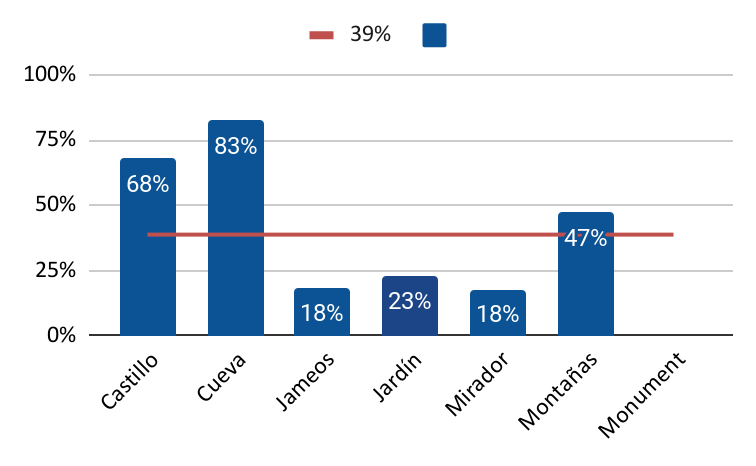 39%
100%
75%
50%
25%
0%
68%
83%
18%
23%
18%
47%
Castillo
Cueva
Jameos
Jardín
Mirador
Montañas
Monument